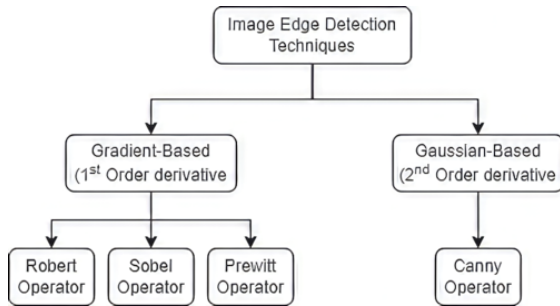 Image Edge Detection
Techniques
Gradient-Based
(1st Order derivative
Gaussian-Based
(2nd Order derivative
Robert
Operator
Sobel
Operator
Prewitt
Operator
Canny
Operator